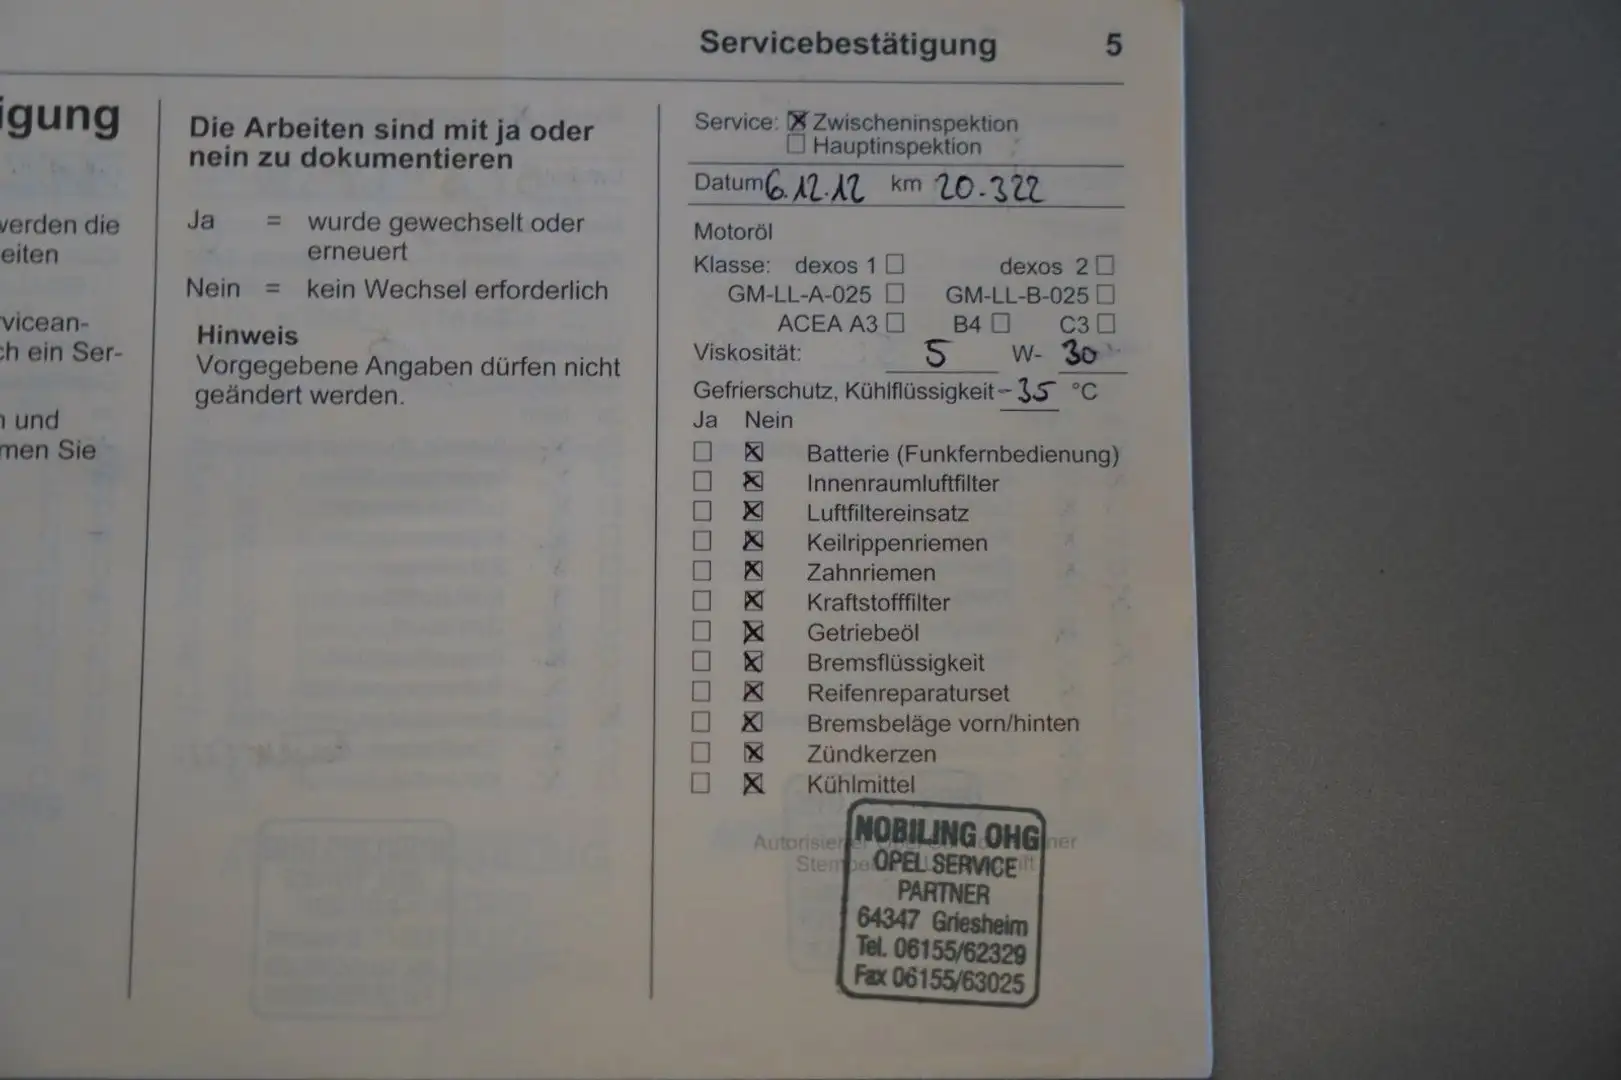 Servicebestätigung 5
igung
werden die
eiten
vicean-
ch ein Ser-
n und
men Sie
Die Arbeiten sind mit ja oder
nein zu dokumentieren
Ja = wurde gewechselt oder
erneuert
Nein = kein Wechsel erforderlich
Hinweis
Vorgegebene Angaben dürfen nicht
geändert werden.
Service: ☒ Zwischeninspektion
☐ Hauptinspektion
Datum 6.12.12 km 20.322
Motoröl
Klasse: dexos 1 ☐ dexos 2 ☐
GM-LL-A-025 ☐ GM-LL-B-025 ☐
ACEA A3 ☐ B4 ☐ C3 ☐
Viskosität: 5 W- 30
Gefrierschutz, Kühlflüssigkeit -35 °C
Ja Nein
☐ ☒ Batterie (Funkfernbedienung)
☐ ☒ Innenraumluftfilter
☐ ☒ Luftfiltereinsatz
☐ ☒ Keilrippenriemen
☐ ☒ Zahnriemen
☐ ☒ Kraftstofffilter
☐ ☒ Getriebeöl
☐ ☒ Bremsflüssigkeit
☐ ☒ Reifenreparaturset
☐ ☒ Bremsbeläge vorn/hinten
☐ ☒ Zündkerzen
☐ ☒ Kühlmittel
NOBILING OHG
OPEL SERVICE
PARTNER
64347 Griesheim
Tel. 06155/62329
Fax 06155/63025